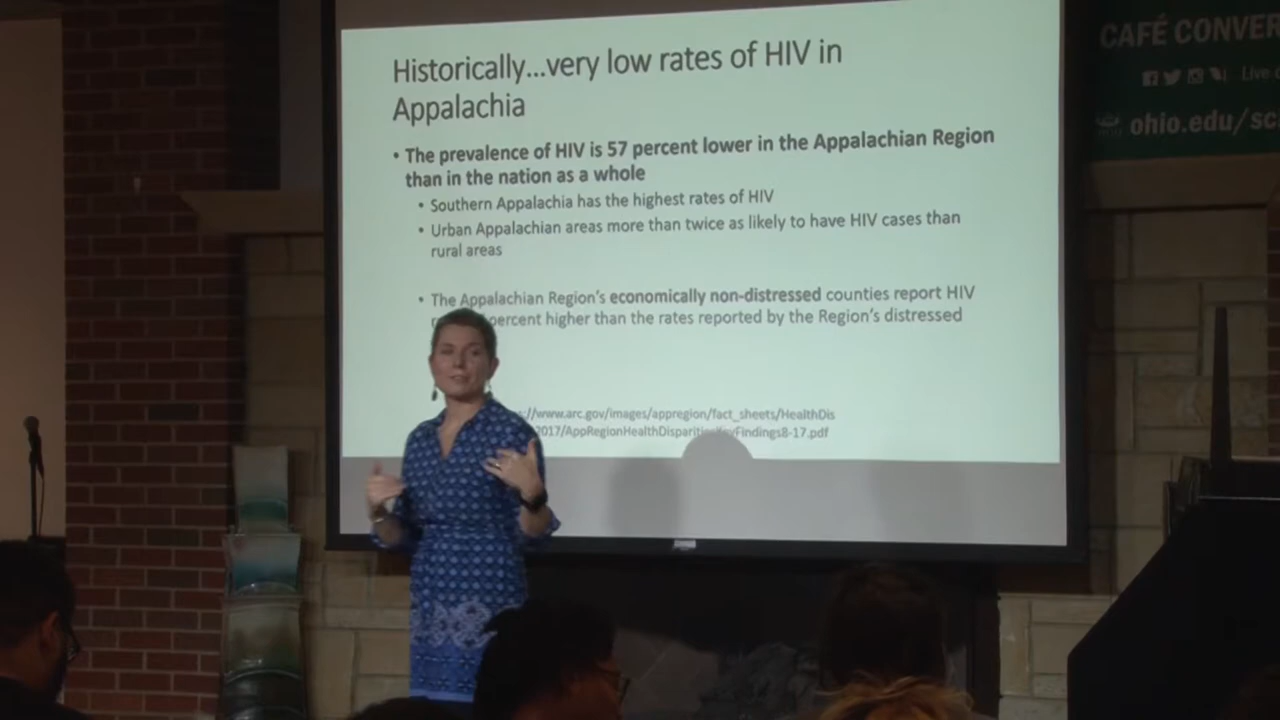 Historically...very low rates of HIV in
Appalachia
• The prevalence of HIV is 57 percent lower in the Appalachian Region
than in the nation as a whole
• Southern Appalachia has the highest rates of HIV
• Urban Appalachian areas more than twice as likely to have HIV cases than
rural areas
• The Appalachian Region's economically non-distressed counties report HIV
percent higher than the rates reported by the Region's distressed
://www.arc.gov/images/appregion/fact_sheets/HealthDis
2017/AppRegionHealthDispariti
Findings8-17.pdf
CAFÉ CONVER
Live
ohio.edu/sc